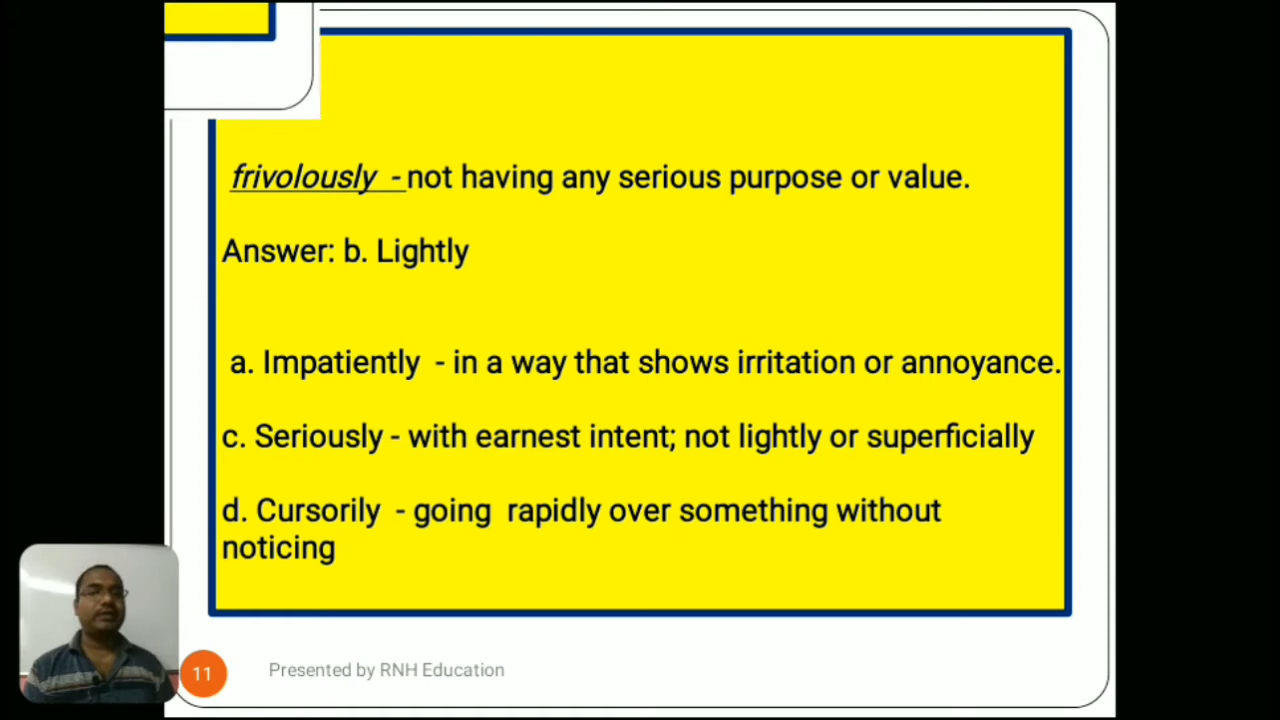 frivolously - not having any serious purpose or value.
Answer: b. Lightly
a. Impatiently - in a way that shows irritation or annoyance.
c. Seriously - with earnest intent; not lightly or superficially
d. Cursorily - going rapidly over something without
noticing
11 Presented by RNH Education